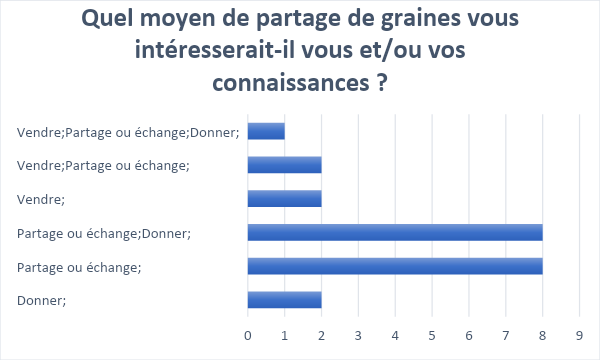 Quel moyen de partage de graines vous
intéresserait-il vous et/ou vos
connaissances ?
Vendre;Partage ou échange;Donner;
Vendre;Partage ou échange;
Vendre;
Partage ou échange;Donner;
Partage ou échange;
Donner;
0 1 2 3 4 5 6 7 8 9